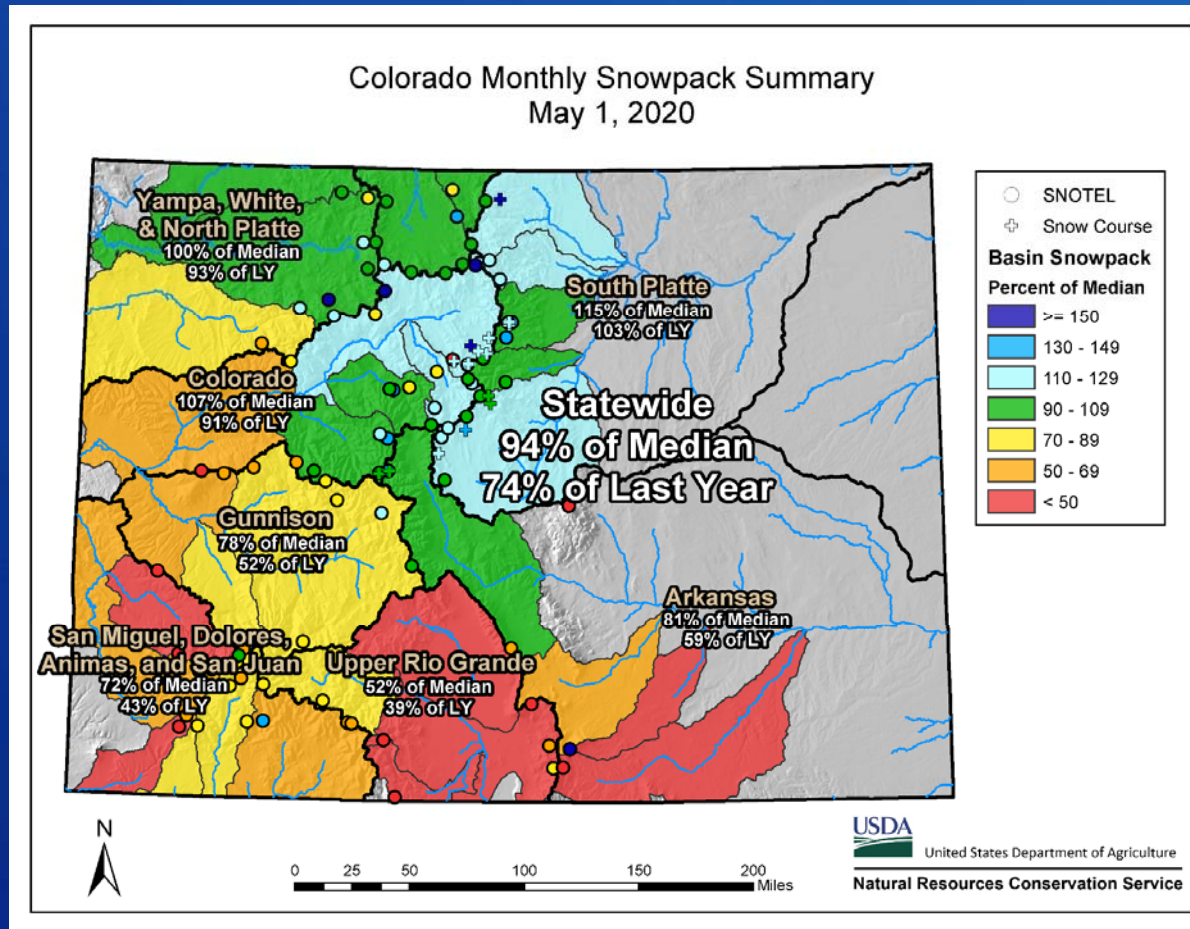 Colorado Monthly Snowpack Summary
May 1, 2020
Yampa, White,
& North Platte
100% of Median
93% of LY
South Platte
115% of Median
103% of LY
Colorado
107% of Median
91% of LY
Statewide
94% of Median
74% of Last Year
Gunnison
78% of Median
52% of LY
Arkansas
81% of Median
59% of LY
San Miguel, Dolores,
Animas, and San Juan
72% of Median
43% of LY
Upper Rio Grande
52% of Median
39% of LY
SNOTEL
Snow Course
Basin Snowpack
Percent of Median
>= 150
130 - 149
110 - 129
90 - 109
70 - 89
50 - 69
< 50
N
0 25 50 100 150 200
Miles
USDA
United States Department of Agriculture
Natural Resources Conservation Service